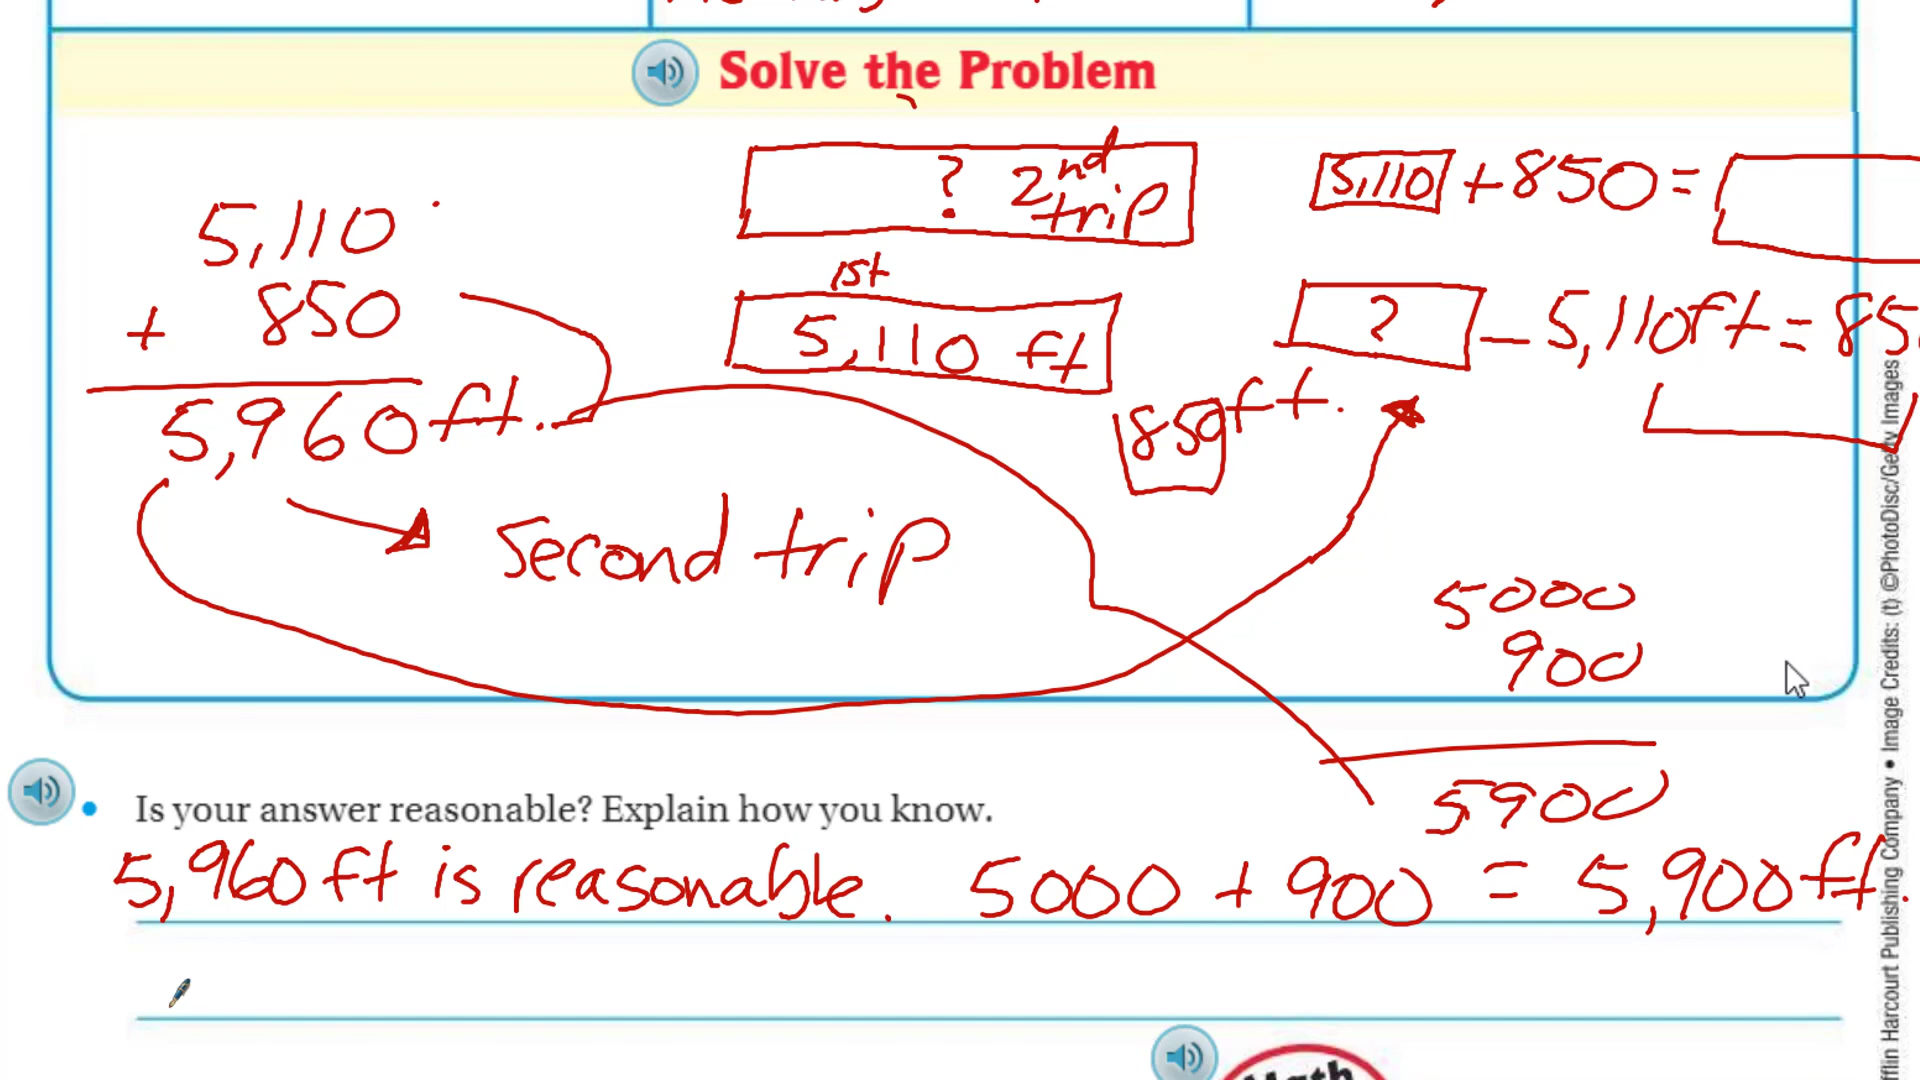 Solve the Problem
5,110
+ 850
5,960 ft.
Second trip
? 2nd trip
1st
5,110 ft
850 ft.
5,110 + 850 =
? - 5,110 ft = 85
5000
900
5900
Is your answer reasonable? Explain how you know.
5,960 ft is reasonable. 5000 + 900 = 5,900 ft.
Math
fflin Harcourt Publishing Company • Image Credits: (t) ©PhotoDisc/Getty Images